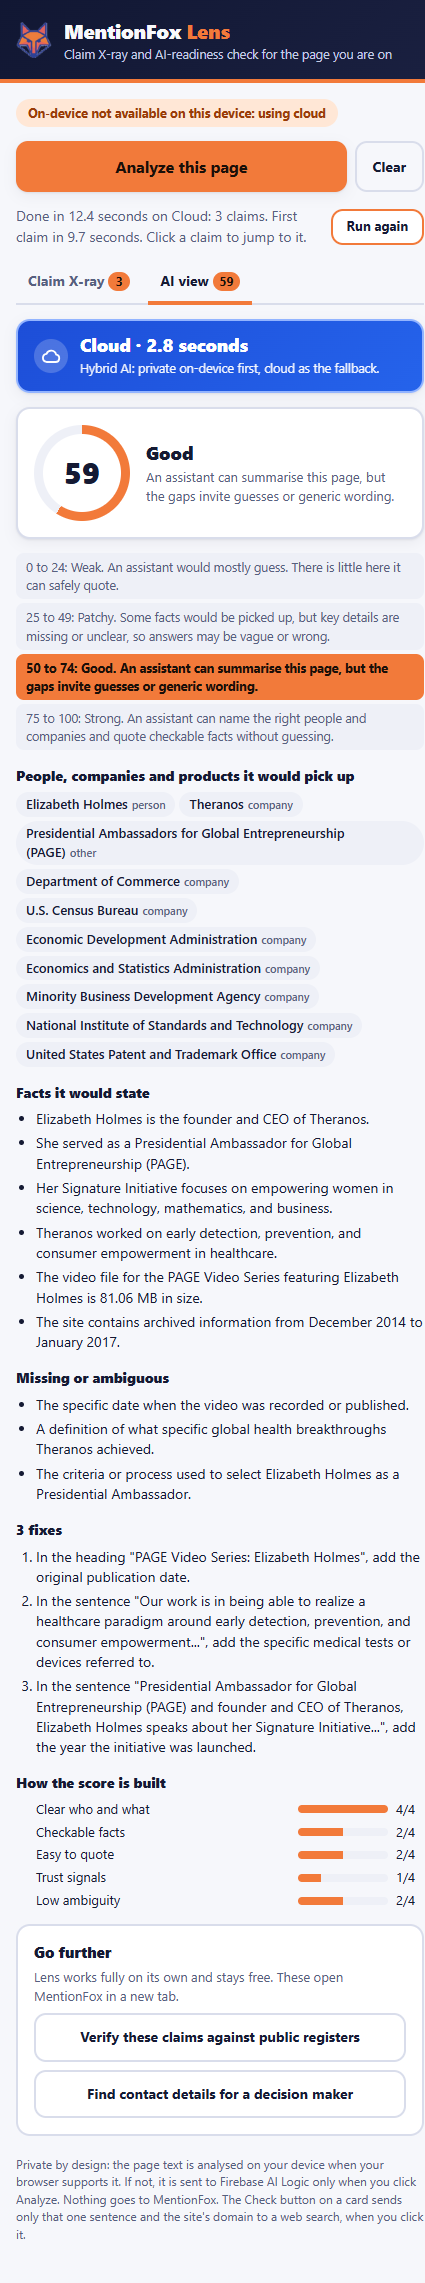 MentionFox Lens
Claim X-ray and AI-readiness check for the page you are on
On-device not available on this device: using cloud
Analyze this page
Clear
Done in 12.4 seconds on Cloud: 3 claims. First
claim in 9.7 seconds. Click a claim to jump to it.
Run again
Claim X-ray 3
AI view 59
Cloud · 2.8 seconds
Hybrid AI: private on-device first, cloud as the fallback.
59
Good
An assistant can summarise this page, but
the gaps invite guesses or generic wording.
0 to 24: Weak. An assistant would mostly guess. There is little here it
can safely quote.
25 to 49: Patchy. Some facts would be picked up, but key details are
missing or unclear, so answers may be vague or wrong.
50 to 74: Good. An assistant can summarise this page, but the
gaps invite guesses or generic wording.
75 to 100: Strong. An assistant can name the right people and
companies and quote checkable facts without guessing.
People, companies and products it would pick up
Elizabeth Holmes person
Theranos company
Presidential Ambassadors for Global Entrepreneurship
(PAGE) other
Department of Commerce company
U.S. Census Bureau company
Economic Development Administration company
Economics and Statistics Administration company
Minority Business Development Agency company
National Institute of Standards and Technology company
United States Patent and Trademark Office company
Facts it would state
• Elizabeth Holmes is the founder and CEO of Theranos.
• She served as a Presidential Ambassador for Global
Entrepreneurship (PAGE).
• Her Signature Initiative focuses on empowering women in
science, technology, mathematics, and business.
• Theranos worked on early detection, prevention, and
consumer empowerment in healthcare.
• The video file for the PAGE Video Series featuring Elizabeth
Holmes is 81.06 MB in size.
• The site contains archived information from December 2014 to
January 2017.
Missing or ambiguous
• The specific date when the video was recorded or published.
• A definition of what specific global health breakthroughs
Theranos achieved.
• The criteria or process used to select Elizabeth Holmes as a
Presidential Ambassador.
3 fixes
1. In the heading "PAGE Video Series: Elizabeth Holmes", add the
original publication date.
2. In the sentence "Our work is in being able to realize a
healthcare paradigm around early detection, prevention, and
consumer empowerment...", add the specific medical tests or
devices referred to.
3. In the sentence "Presidential Ambassador for Global
Entrepreneurship (PAGE) and founder and CEO of Theranos,
Elizabeth Holmes speaks about her Signature Initiative...", add
the year the initiative was launched.
How the score is built
Clear who and what 4/4
Checkable facts 2/4
Easy to quote 2/4
Trust signals 1/4
Low ambiguity 2/4
Go further
Lens works fully on its own and stays free. These open
MentionFox in a new tab.
Verify these claims against public registers
Find contact details for a decision maker
Private by design: the page text is analysed on your device when your
browser supports it. If not, it is sent to Firebase AI Logic only when you click
Analyze. Nothing goes to MentionFox. The Check button on a card sends
only that one sentence and the site's domain to a web search, when you click
it.